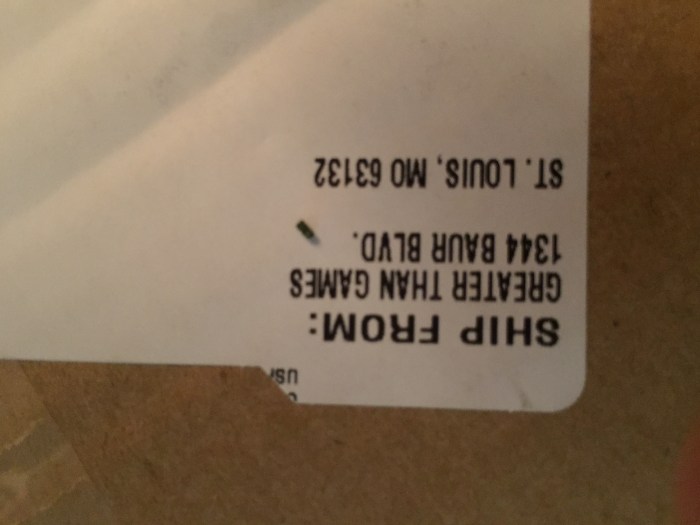 SHIP FROM:
GREATER THAN GAMES
1344 BAUR BLVD.
ST. LOUIS, MO 63132